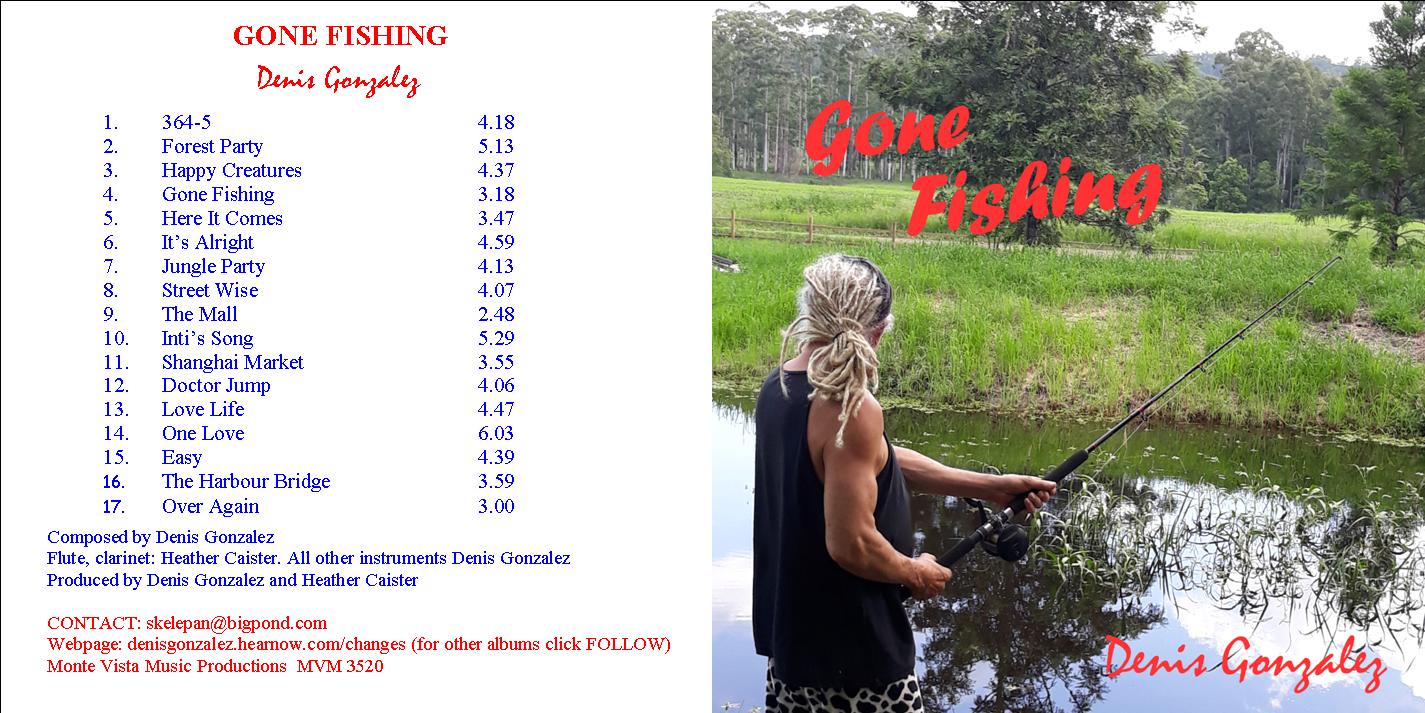 GONE FISHING
Denis Gonzalez
1. 364-5 4.18
2. Forest Party 5.13
3. Happy Creatures 4.37
4. Gone Fishing 3.18
5. Here It Comes 3.47
6. It’s Alright 4.59
7. Jungle Party 4.13
8. Street Wise 4.07
9. The Mall 2.48
10. Inti’s Song 5.29
11. Shanghai Market 3.55
12. Doctor Jump 4.06
13. Love Life 4.47
14. One Love 6.03
15. Easy 4.39
16. The Harbour Bridge 3.59
17. Over Again 3.00
Composed by Denis Gonzalez
Flute, clarinet: Heather Caister. All other instruments Denis Gonzalez
Produced by Denis Gonzalez and Heather Caister
CONTACT: skelepan@bigpond.com
Webpage: denisgonzalez.hearnow.com/changes (for other albums click FOLLOW)
Monte Vista Music Productions MVM 3520
Gone
Fishing
Denis Gonzalez